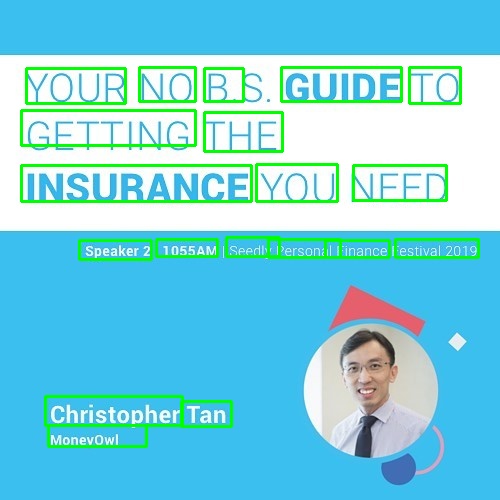 YOUR NO B.S. GUIDE TO
GETTING THE
INSURANCE YOU NEED
Speaker 2 1055AM | Seedly Personal Finance Festival 2019
Christopher Tan
MoneyOwl